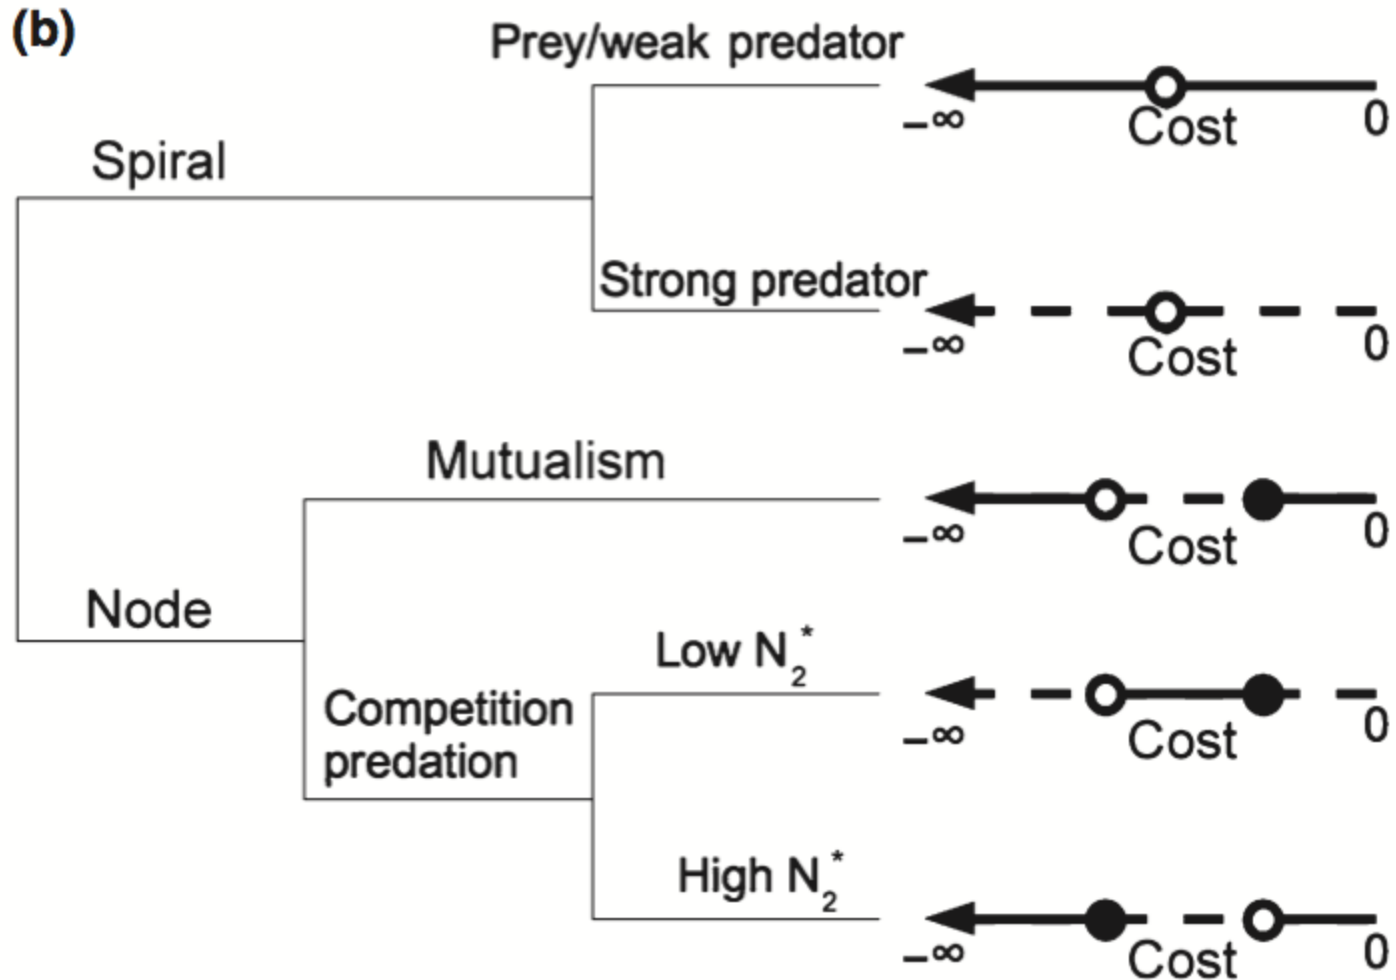 (b)
Prey/weak predator
−∞ Cost 0
Spiral
Strong predator
−∞ Cost 0
Mutualism
−∞ Cost 0
Node
Low N₂*
Competition
predation
−∞ Cost 0
High N₂*
−∞ Cost 0